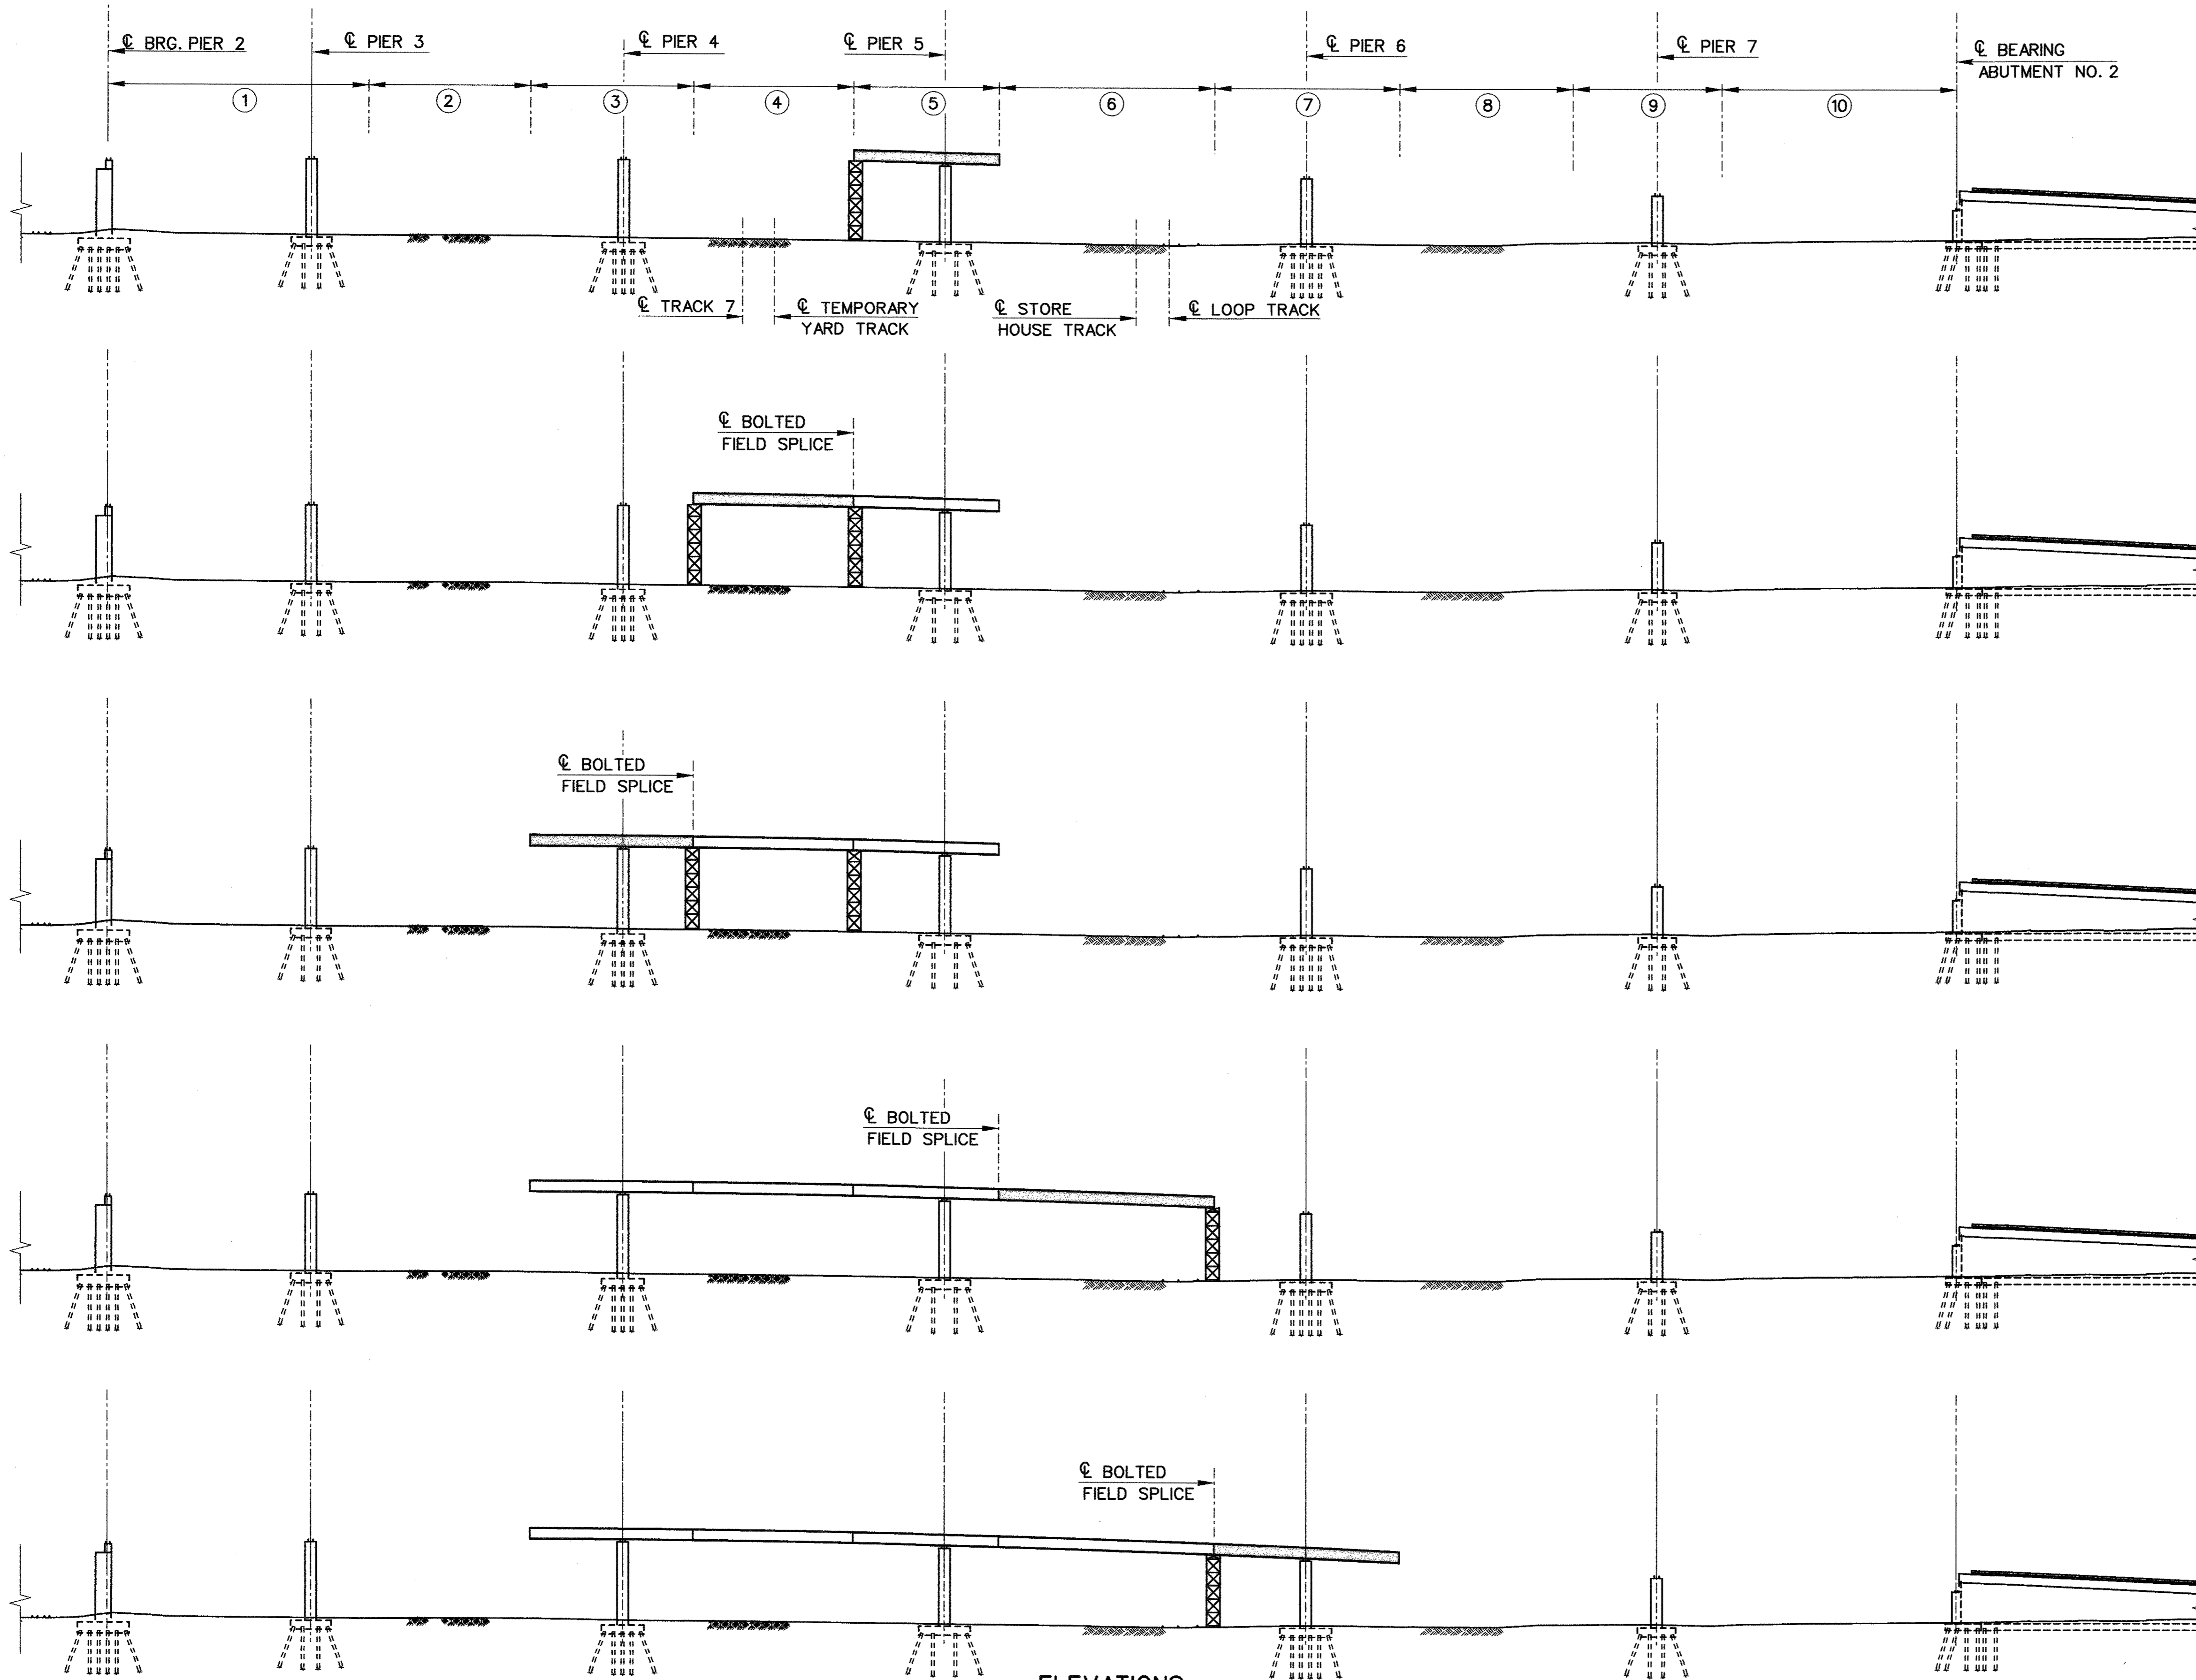 ℄ BRG. PIER 2
℄ PIER 3
℄ PIER 4
℄ PIER 5
℄ PIER 6
℄ PIER 7
℄ BEARING
ABUTMENT NO. 2
1
2
3
4
5
6
7
8
9
10
℄ TRACK 7
℄ TEMPORARY
YARD TRACK
℄ STORE
HOUSE TRACK
℄ LOOP TRACK
℄ BOLTED
FIELD SPLICE
℄ BOLTED
FIELD SPLICE
℄ BOLTED
FIELD SPLICE
℄ BOLTED
FIELD SPLICE
ELEVATIONS